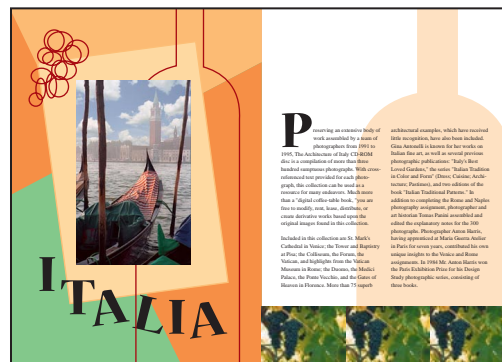 ITALIA
Preserving an extensive body of
work assembled by a team of
photographers from 1991 to
1995, The Architecture of Italy CD-ROM
disc is a compilation of more than three
hundred sumptuous photographs. With cross-
referenced text provided for each photo-
graph, this collection can be used as a
resource for many endeavors. Much more
than a "digital coffee-table book, "you are
free to modify, rent, lease, distribute, or
create derivative works based upon the
original images found in this collection.
Included in this collection are St. Mark's
Cathedral in Venice; the Tower and Baptistry
at Pisa; the Colliseum, the Forum, the
Vatican, and highlights from the Vatican
Museum in Rome; the Duomo, the Medici
Palace, the Ponte Vecchio, and the Gates of
Heaven in Florence. More than 75 superb
architectural examples, which have received
little recognition, have also been included.
Gina Antonelli is known for her works on
Italian fine art, as well as several previous
photographic publications: "Italy's Best
Loved Gardens," the series "Italian Tradition
in Color and Form" (Dress; Cuisine; Archi-
tecture; Pastimes), and two editions of the
book "Italian Traditional Patterns." In
addition to completing the Rome and Naples
photography assignment, photographer and
art historian Tomas Parini assembled and
edited the explanatory notes for the 300
photographs. Photographer Anton Harris,
having apprenticed at Maria Guerra Atelier
in Paris for seven years, contributed his own
unique insights to the Venice and Rome
assignments. In 1984 Mr. Anton Harris won
the Paris Exhibition Prize for his Design
Study photographic series, consisting of
three books.